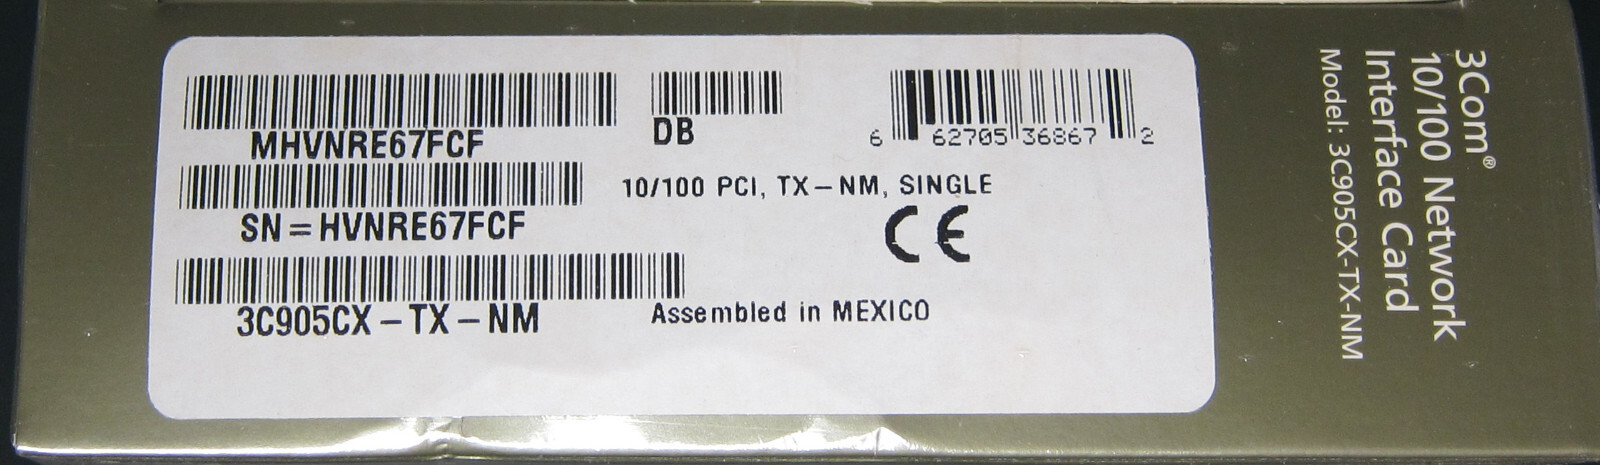 MHVNRE67FCF
DB
6 62705 36867 2
SN=HVNRE67FCF
10/100 PCI, TX-NM, SINGLE
CE
3C905CX-TX-NM
Assembled in MEXICO
3Com®
10/100 Network
Interface Card
Model: 3C905CX-TX-NM